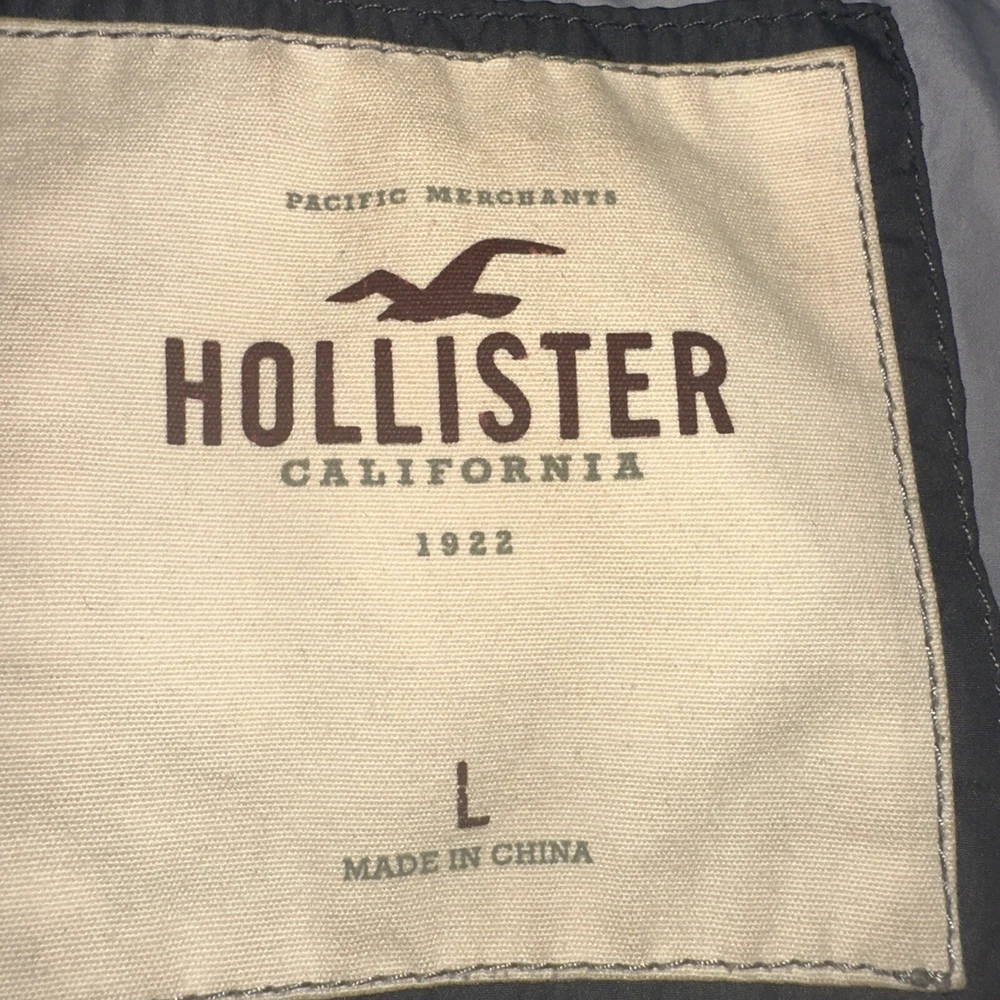 PACIFIC MERCHANTS
HOLLISTER
CALIFORNIA
1922
L
MADE IN CHINA